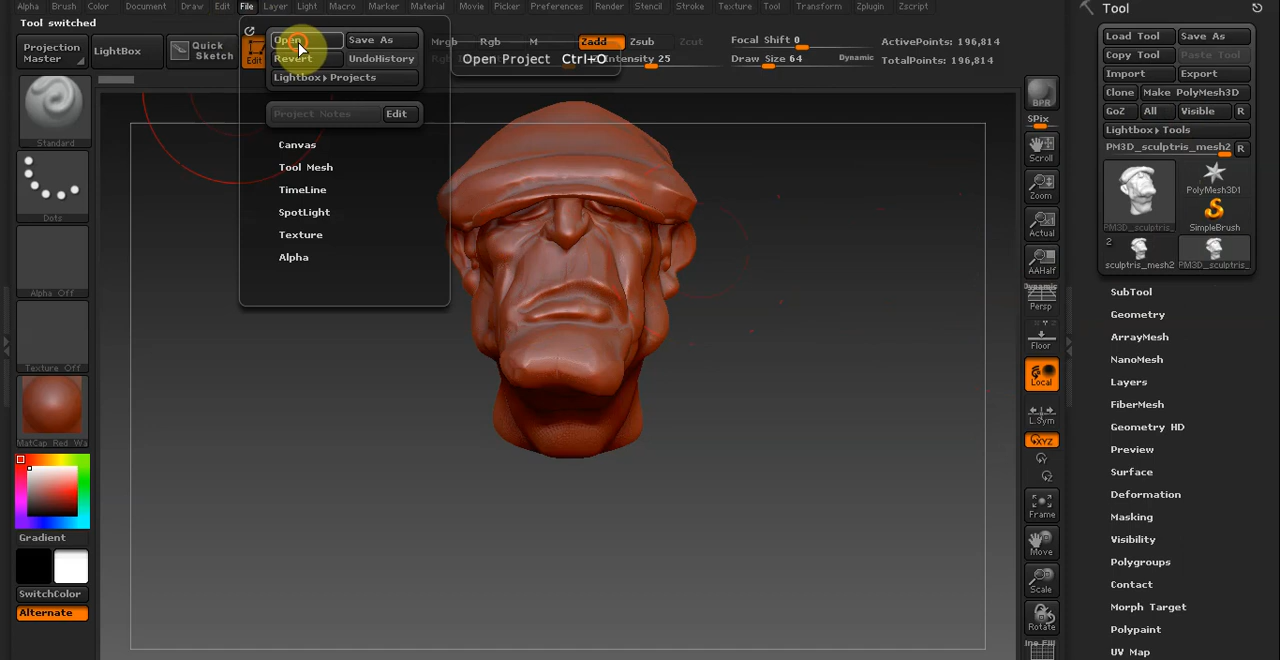 Alpha Brush Color Document Draw Edit File Layer Light Macro Marker Material Movie Picker Preferences Render Stencil Stroke Texture Tool Transform Zplugin Zscript
Tool switched
Projection
Master
LightBox
Quick
Sketch
Edit
Open
Save As
Revert
UndoHistory
Lightbox▸Projects
Project Notes
Edit
Canvas
Tool Mesh
TimeLine
SpotLight
Texture
Alpha
Open Project Ctrl+O
Mrgb Rgb M
Zadd Zsub Zcut
Intensity 25
Focal Shift 0
Draw Size 64
Dynamic
ActivePoints: 196,814
TotalPoints: 196,814
Standard
Dots
Alpha Off
Texture Off
MatCap Red Wa
Gradient
SwitchColor
Alternate
BPR
SPix
Scroll
Zoom
Actual
AAHalf
Dynamic
Persp
Floor
Local
L.Sym
XYZ
Y
Z
Frame
Move
Scale
Rotate
Tool
Load Tool Save As
Copy Tool Paste Tool
Import Export
Clone Make PolyMesh3D
GoZ All Visible R
Lightbox▸Tools
PM3D_sculptris_mesh2 R
PM3D_sculptris_
PolyMesh3D1
SimpleBrush
2
sculptris_mesh2
PM3D_sculptris_
SubTool
Geometry
ArrayMesh
NanoMesh
Layers
FiberMesh
Geometry HD
Preview
Surface
Deformation
Masking
Visibility
Polygroups
Contact
Morph Target
Polypaint
UV Map